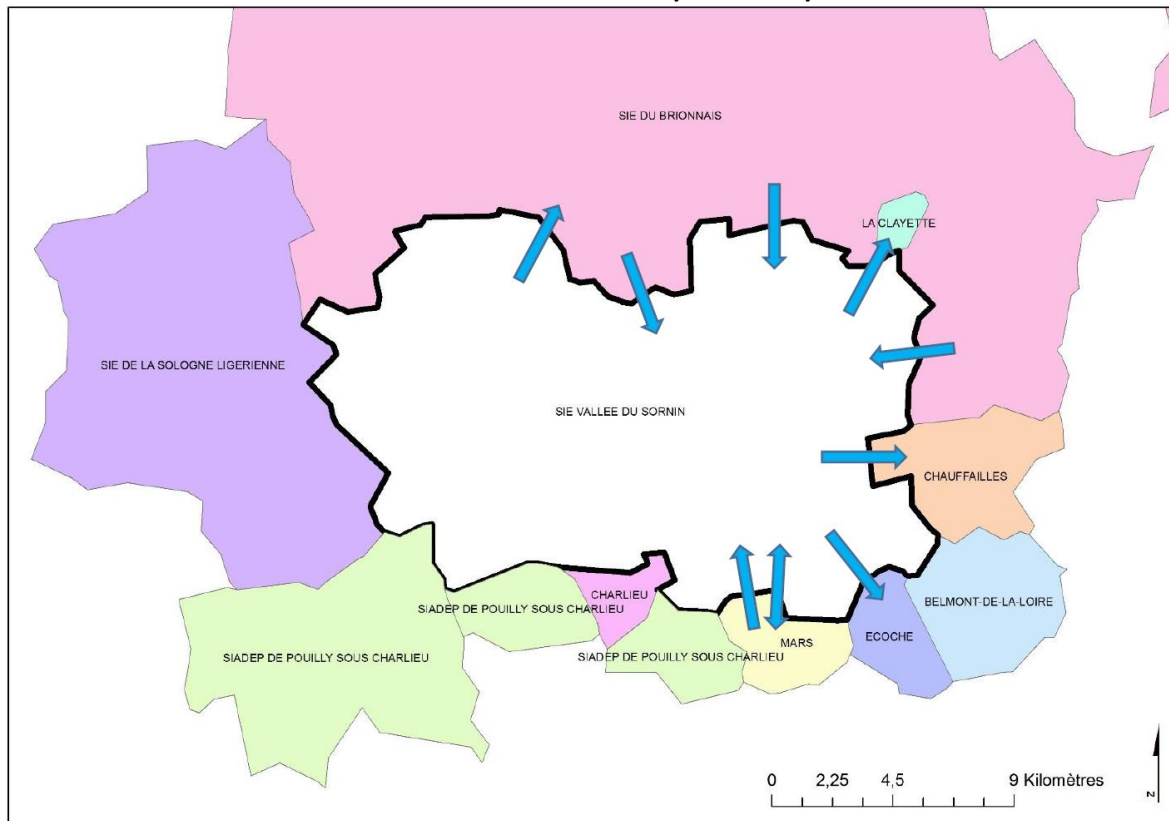 SIE DU BRIONNAIS
LA CLAYETTE
SIE DE LA SOLOGNE LIGERIENNE
SIE VALLEE DU SORNIN
CHAUFFAILLES
CHARLIEU
SIADEP DE POUILLY SOUS CHARLIEU
BELMONT-DE-LA-LOIRE
ECOCHE
MARS
SIADEP DE POUILLY SOUS CHARLIEU
SIADEP DE POUILLY SOUS CHARLIEU
0 2,25 4,5 9 Kilomètres
N